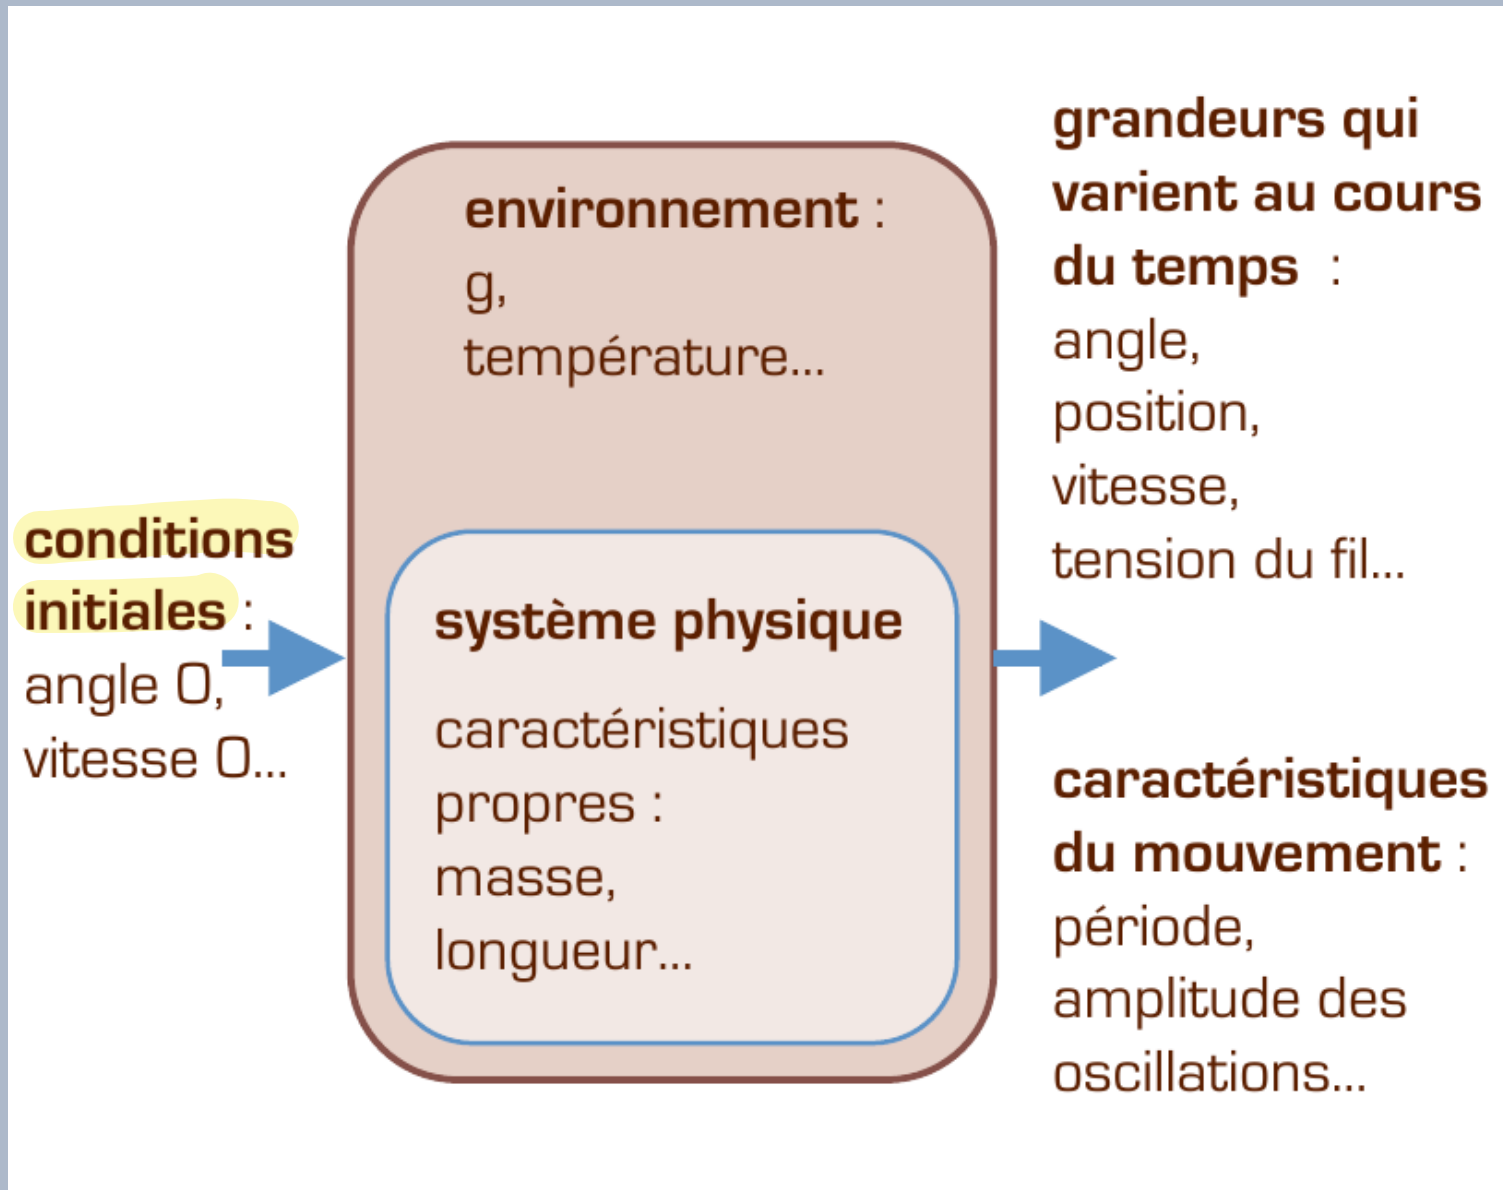 conditions
initiales :
angle 0,
vitesse 0...
environnement :
g,
température...
système physique
caractéristiques
propres :
masse,
longueur...
grandeurs qui
varient au cours
du temps :
angle,
position,
vitesse,
tension du fil...
caractéristiques
du mouvement :
période,
amplitude des
oscillations...